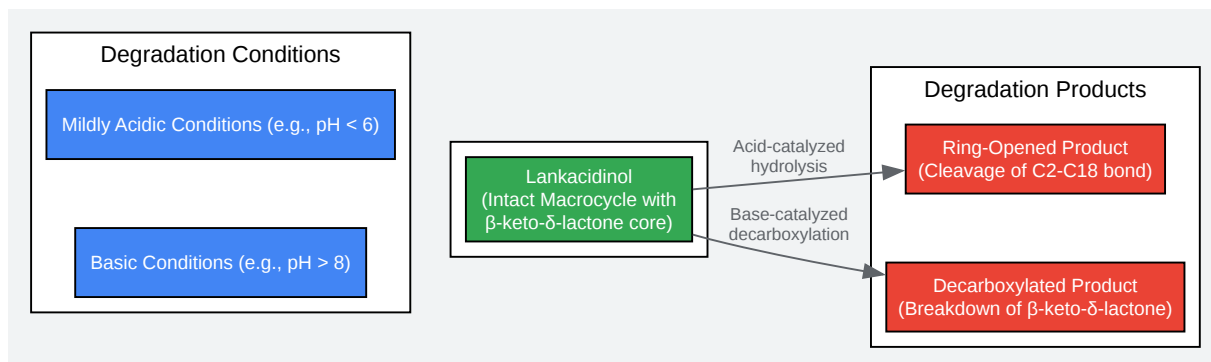 Degradation Conditions
Mildly Acidic Conditions (e.g., pH < 6)
Basic Conditions (e.g., pH > 8)
Lankacidinol
(Intact Macrocycle with
β-keto-δ-lactone core)
Acid-catalyzed
hydrolysis
Base-catalyzed
decarboxylation
Degradation Products
Ring-Opened Product
(Cleavage of C2-C18 bond)
Decarboxylated Product
(Breakdown of β-keto-δ-lactone)